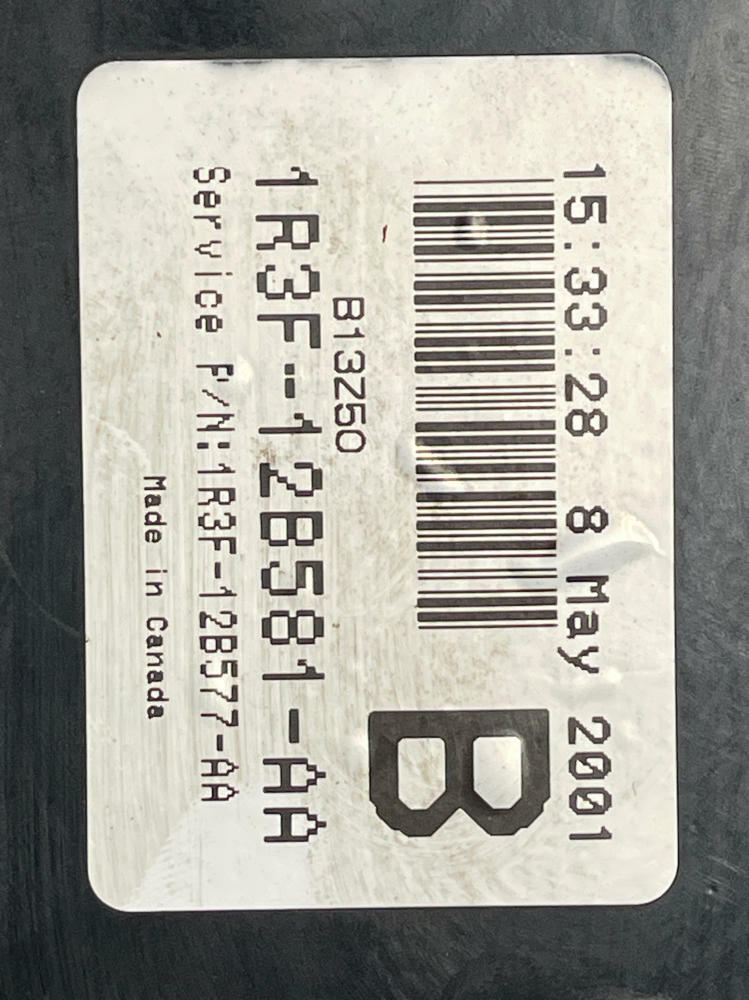 15:33:28 8 May 2001
B
B13Z50
1R3F-12B581-AA
Service P/N:1R3F-12B577-AA
Made in Canada